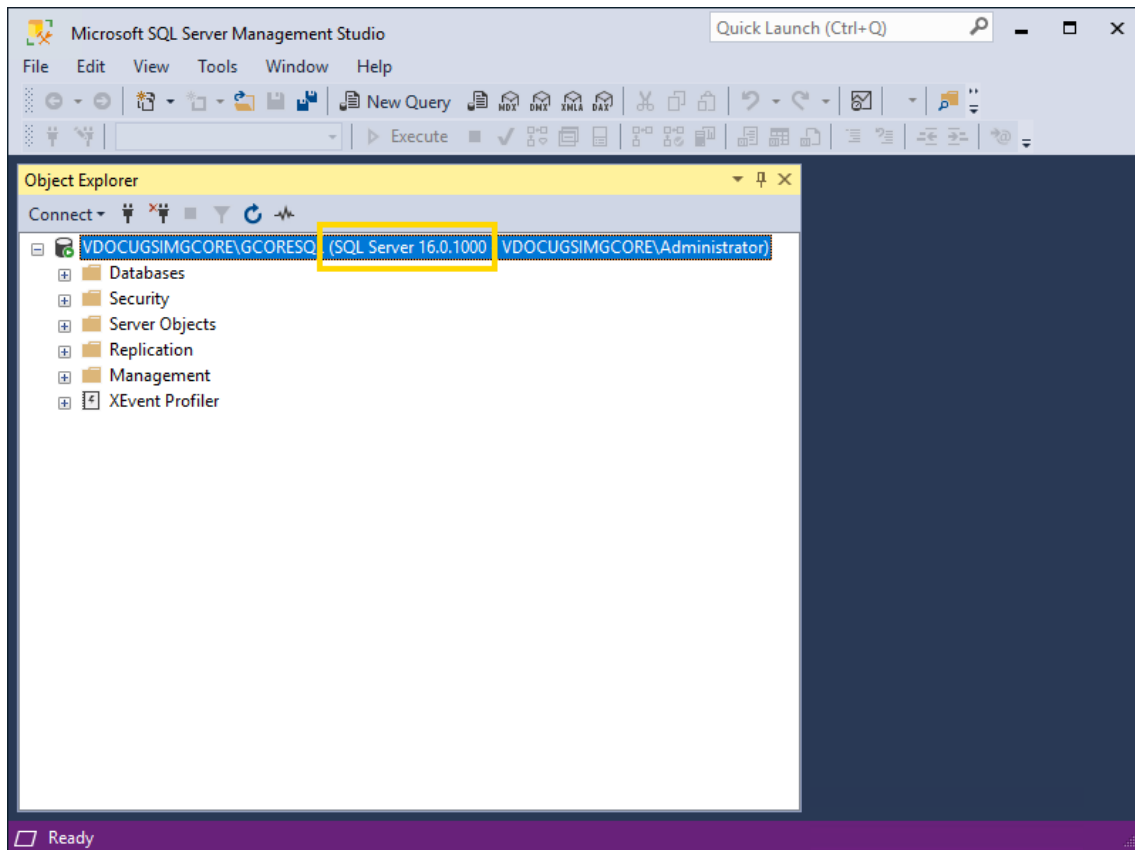 Microsoft SQL Server Management Studio
Quick Launch (Ctrl+Q)
File Edit View Tools Window Help
New Query MDX DMX XMLA DAX
Execute
Object Explorer
Connect
VDOCUGSIMGCORE\GCORESQ (SQL Server 16.0.1000 VDOCUGSIMGCORE\Administrator)
Databases
Security
Server Objects
Replication
Management
XEvent Profiler
Ready